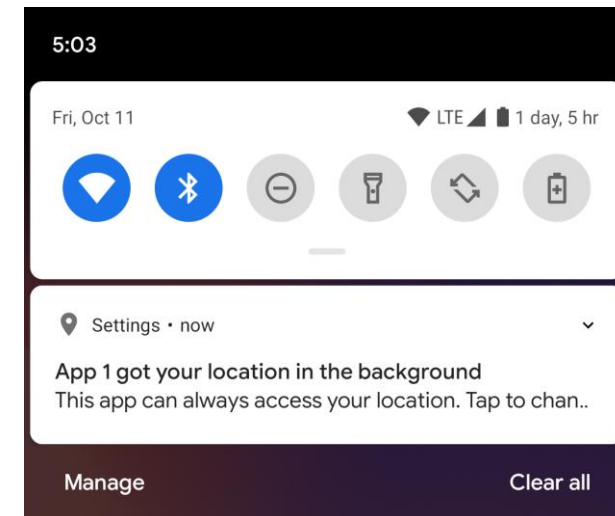 5:03
Fri, Oct 11 LTE 1 day, 5 hr
Settings • now
App 1 got your location in the background
This app can always access your location. Tap to chan..
Manage Clear all